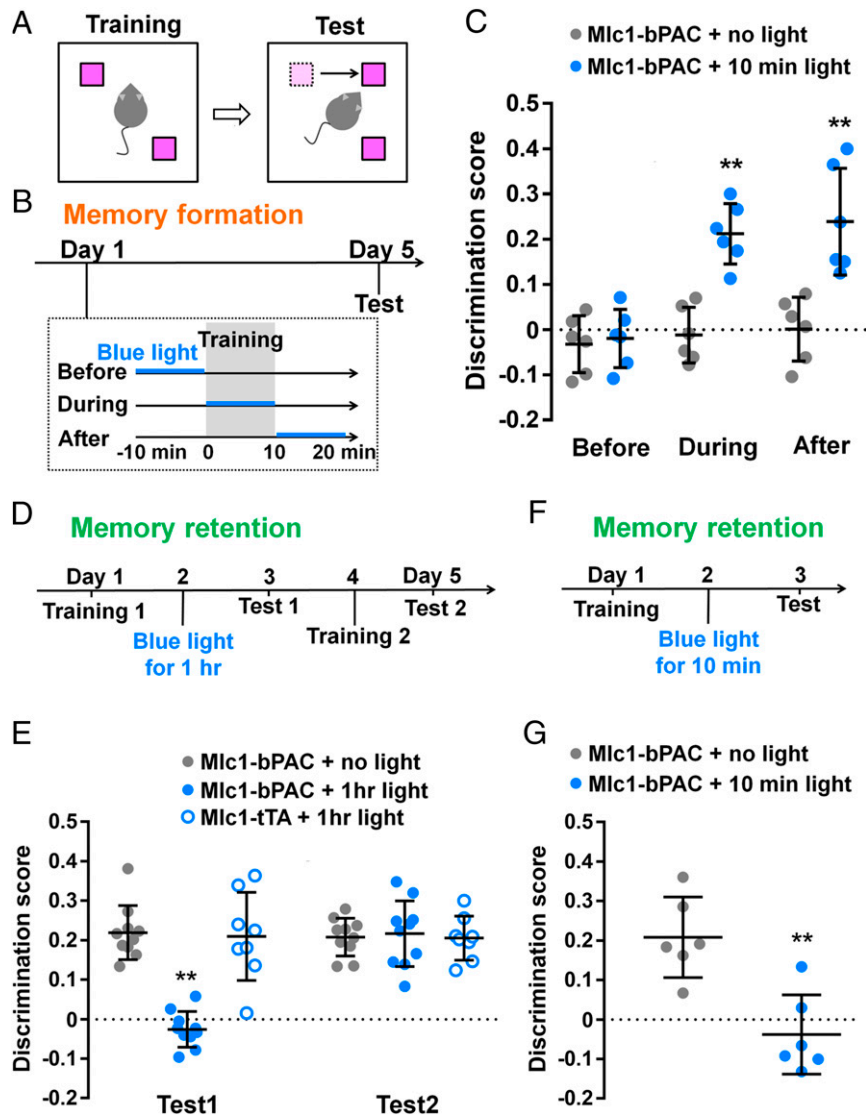 A
Training
Test
B
Memory formation
Day 1
Day 5
Test
Training
Blue light
Before
During
After
-10 min
0
10
20 min
C
Mlc1-bPAC + no light
Mlc1-bPAC + 10 min light
Discrimination score
0.5
0.4
0.3
0.2
0.1
0
-0.1
-0.2
**
**
Before
During
After
D
Memory retention
Day 1
2
3
4
Day 5
Training 1
Test 1
Test 2
Blue light
for 1 hr
Training 2
F
Memory retention
Day 1
2
3
Training
Test
Blue light
for 10 min
E
Mlc1-bPAC + no light
Mlc1-bPAC + 1hr light
Mlc1-tTA + 1hr light
Discrimination score
0.5
0.4
0.3
0.2
0.1
0
-0.1
-0.2
**
Test1
Test2
G
Mlc1-bPAC + no light
Mlc1-bPAC + 10 min light
Discrimination score
0.5
0.4
0.3
0.2
0.1
0
-0.1
-0.2
**